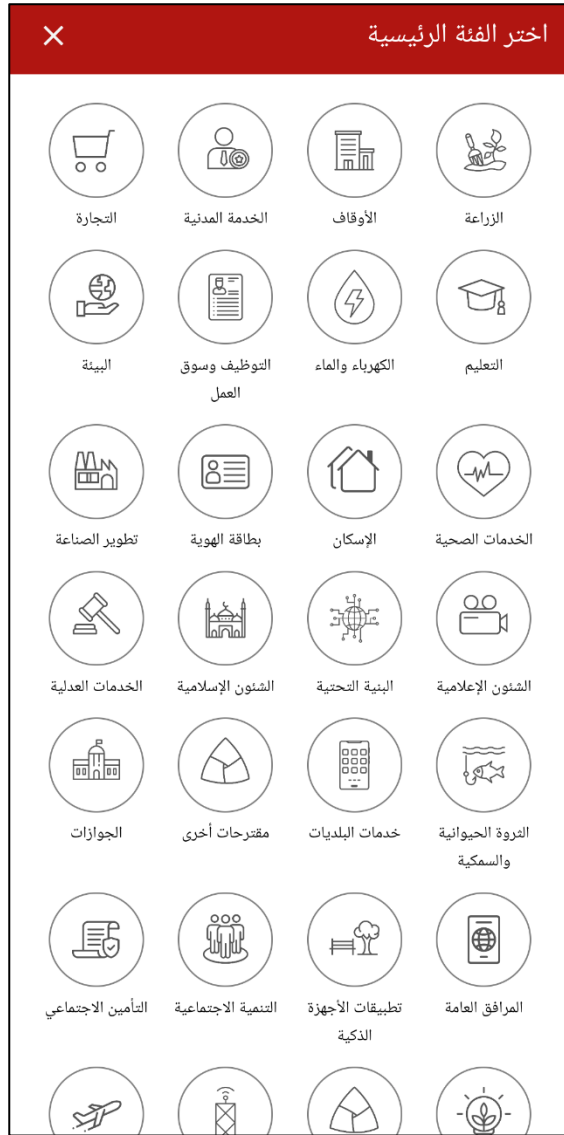 اختر الفئة الرئيسية
الزراعة
الأوقاف
الخدمة المدنية
التجارة
التعليم
الكهرباء والماء
التوظيف وسوق
العمل
البيئة
الخدمات الصحية
الإسكان
بطاقة الهوية
تطوير الصناعة
الشئون الإعلامية
البنية التحتية
الشئون الإسلامية
الخدمات العدلية
الثروة الحيوانية
والسمكية
خدمات البلديات
مقترحات أخرى
الجوازات
المرافق العامة
تطبيقات الأجهزة
الذكية
التنمية الاجتماعية
التأمين الاجتماعي